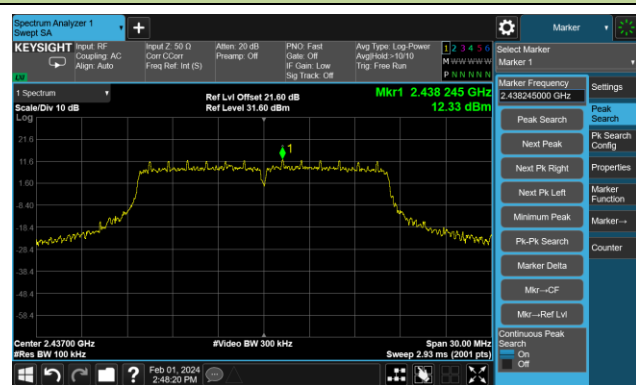 Spectrum Analyzer 1
Swept SA
+
Marker
KEYSIGHT
Input: RF
Coupling: AC
Align: Auto
Input Z: 50 Ω
Corr CCorr
Freq Ref: Int (S)
Atten: 20 dB
Preamp: Off
PNO: Fast
Gate: Off
IF Gain: Low
Sig Track: Off
Avg Type: Log-Power
Avg|Hold:>10/10
Trig: Free Run
1 2 3 4 5 6
M W W W W W
P N N N N N
LW
Select Marker
Marker 1
1 Spectrum
Scale/Div 10 dB
Log
Ref Lvl Offset 21.60 dB
Ref Level 31.60 dBm
Mkr1 2.438 245 GHz
12.33 dBm
1
21.6
11.6
1.60
-8.40
-18.4
-28.4
-38.4
-48.4
-58.4
Center 2.43700 GHz
#Res BW 100 kHz
#Video BW 300 kHz
Span 30.00 MHz
Sweep 2.93 ms (2001 pts)
Marker Frequency
2.438245000 GHz
Peak Search
Next Peak
Next Pk Right
Next Pk Left
Minimum Peak
Pk-Pk Search
Marker Delta
Mkr→CF
Mkr→Ref Lvl
Continuous Peak
Search
On
Off
Settings
Peak
Search
Pk Search
Config
Properties
Marker
Function
Marker→
Counter
?
Feb 01, 2024
2:48:20 PM